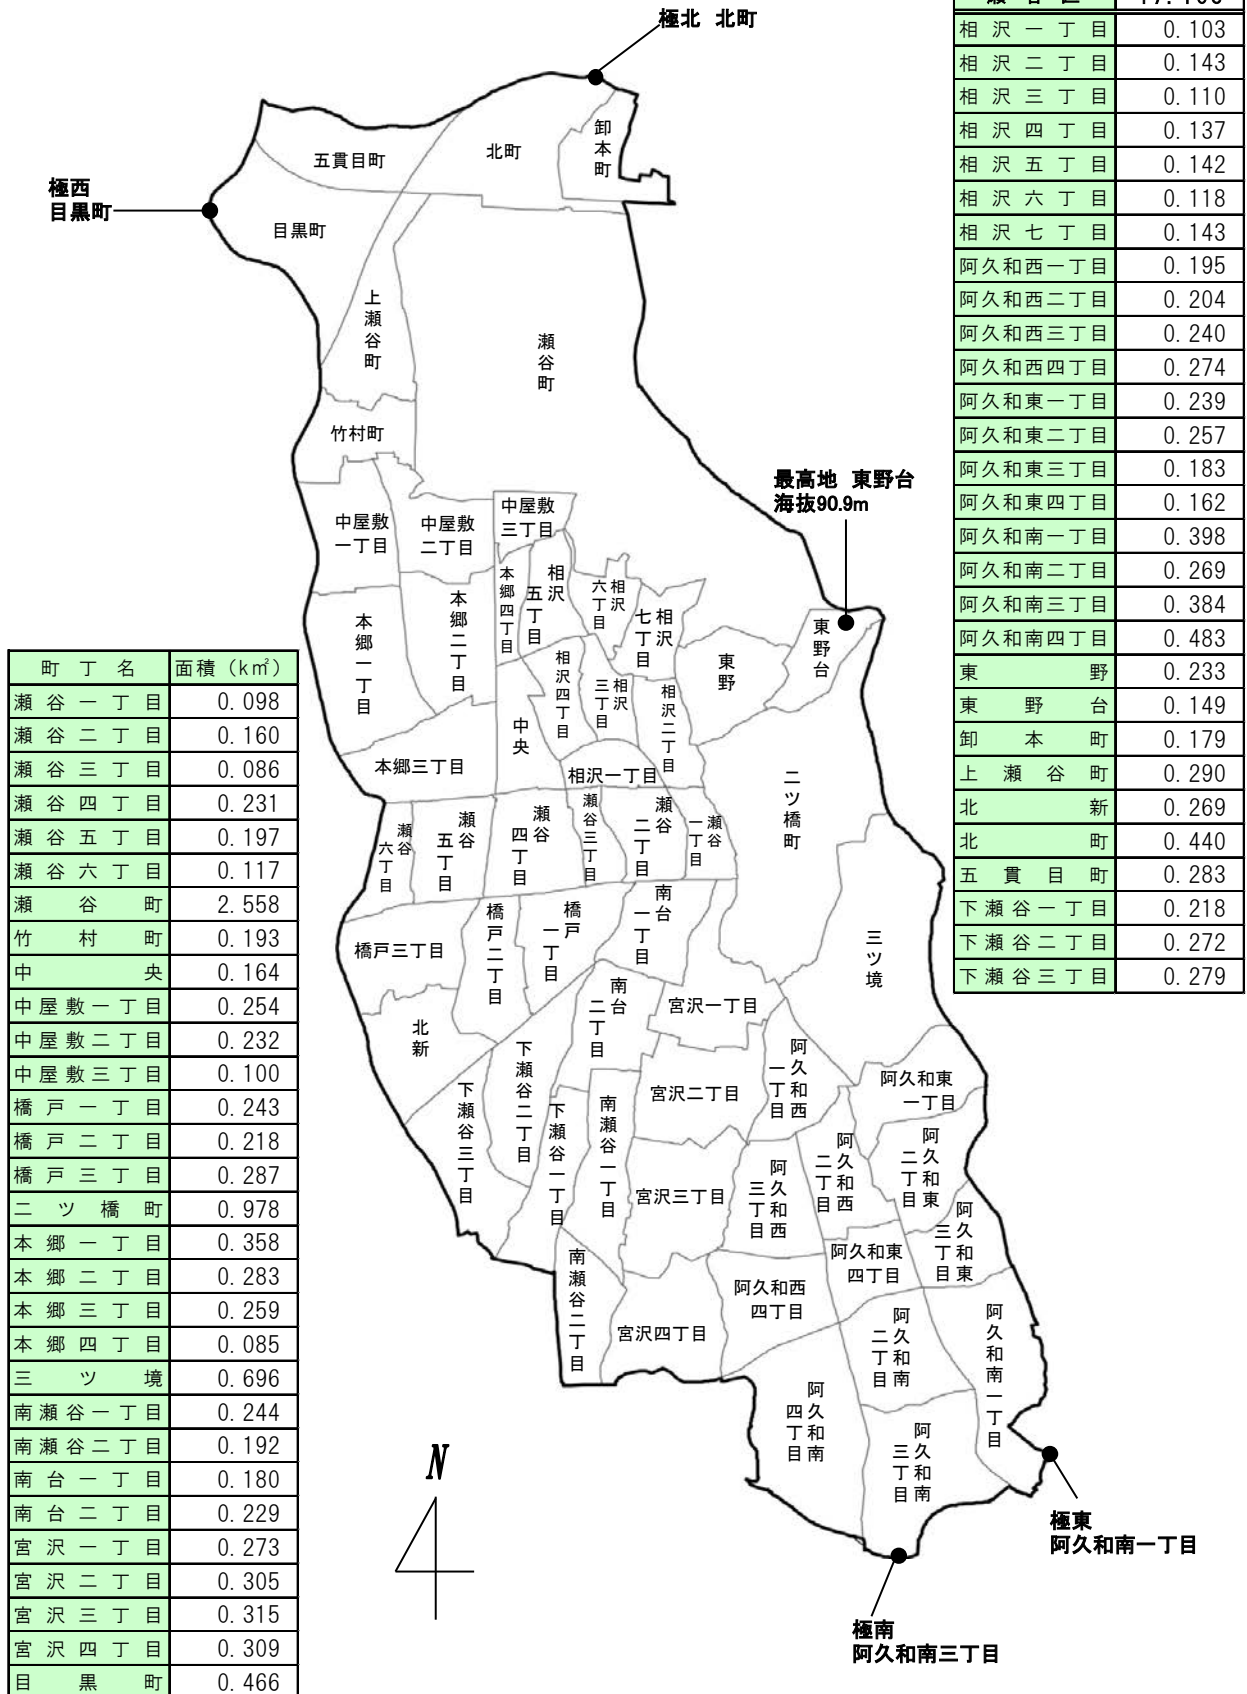 極北 北町
極西
目黒町
最高地 東野台
海抜90.9m
極東
阿久和南一丁目
極南
阿久和南三丁目
N
五貫目町
北町
卸本町
目黒町
上瀬谷町
瀬谷町
竹村町
中屋敷
一丁目
中屋敷
二丁目
中屋敷
三丁目
本郷一丁目
本郷二丁目
本郷四丁目
相沢
五丁目
相沢
六丁目
相沢
七丁目
東野
東野台
相沢四丁目
相沢
三丁目
相沢二丁目
中央
本郷三丁目
相沢一丁目
二ツ橋町
瀬谷
六丁目
瀬谷
五丁目
瀬谷
四丁目
瀬谷三丁目
瀬谷
二丁目
瀬谷
一丁目
橋戸三丁目
橋戸二丁目
橋戸
一丁目
南台
一丁目
三ツ境
北新
南台
二丁目
宮沢一丁目
下瀬谷三丁目
下瀬谷二丁目
下瀬谷一丁目
南瀬谷一丁目
宮沢二丁目
阿久和西
一丁目
阿久和東
一丁目
宮沢三丁目
阿久和西
三丁目
阿久和西
二丁目
阿久和東
二丁目
阿久和東
三丁目
南瀬谷二丁目
宮沢四丁目
阿久和西
四丁目
阿久和東
四丁目
阿久和南
二丁目
阿久和南一丁目
阿久和南
四丁目
阿久和南
三丁目
町丁名 面積（k㎡）
瀬谷一丁目 0.098
瀬谷二丁目 0.160
瀬谷三丁目 0.086
瀬谷四丁目 0.231
瀬谷五丁目 0.197
瀬谷六丁目 0.117
瀬谷町 2.558
竹村町 0.193
中央 0.164
中屋敷一丁目 0.254
中屋敷二丁目 0.232
中屋敷三丁目 0.100
橋戸一丁目 0.243
橋戸二丁目 0.218
橋戸三丁目 0.287
二ツ橋町 0.978
本郷一丁目 0.358
本郷二丁目 0.283
本郷三丁目 0.259
本郷四丁目 0.085
三ツ境 0.696
南瀬谷一丁目 0.244
南瀬谷二丁目 0.192
南台一丁目 0.180
南台二丁目 0.229
宮沢一丁目 0.273
宮沢二丁目 0.305
宮沢三丁目 0.315
宮沢四丁目 0.309
目黒町 0.466
相沢一丁目 0.103
相沢二丁目 0.143
相沢三丁目 0.110
相沢四丁目 0.137
相沢五丁目 0.142
相沢六丁目 0.118
相沢七丁目 0.143
阿久和西一丁目 0.195
阿久和西二丁目 0.204
阿久和西三丁目 0.240
阿久和西四丁目 0.274
阿久和東一丁目 0.239
阿久和東二丁目 0.257
阿久和東三丁目 0.183
阿久和東四丁目 0.162
阿久和南一丁目 0.398
阿久和南二丁目 0.269
阿久和南三丁目 0.384
阿久和南四丁目 0.483
東野 0.233
東野台 0.149
卸本町 0.179
上瀬谷町 0.290
北新 0.269
北町 0.440
五貫目町 0.283
下瀬谷一丁目 0.218
下瀬谷二丁目 0.272
下瀬谷三丁目 0.279